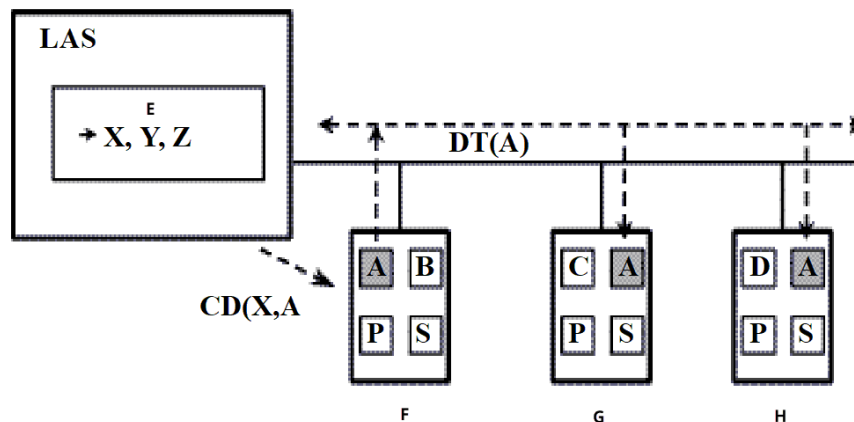 LAS
E
X, Y, Z
DT(A)
CD(X,A
A B
C A
D A
P S
P S
P S
F
G
H